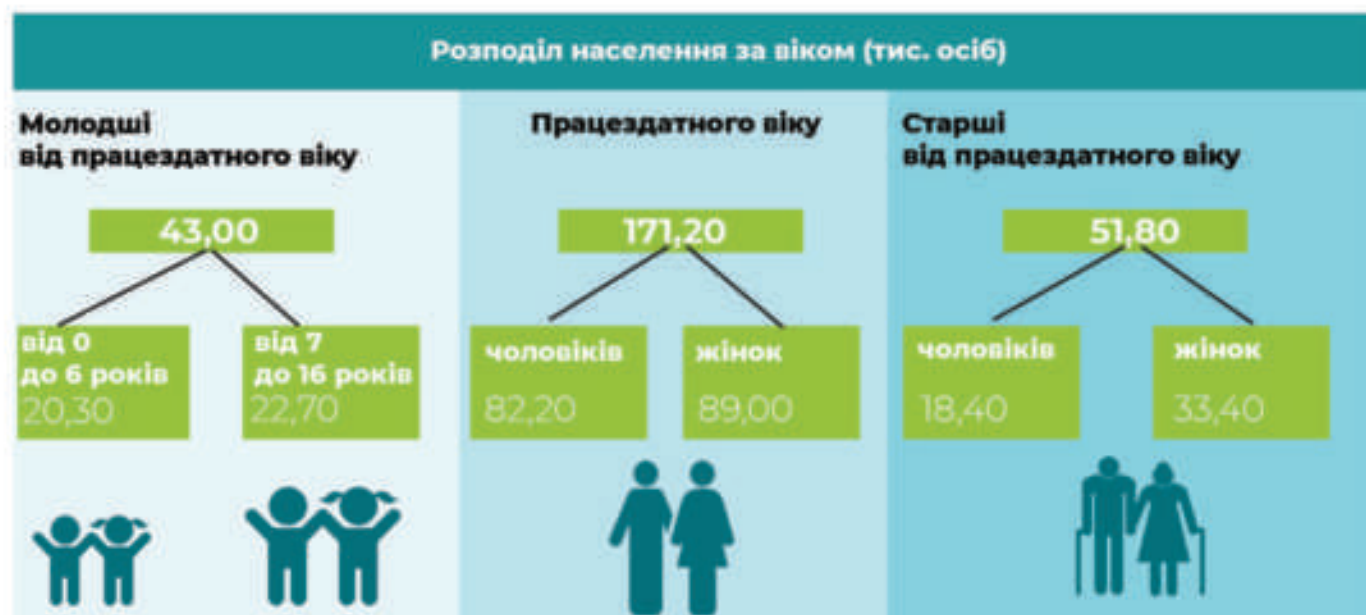 Розподіл населення за віком (тис. осіб)
Молодші
від працездатного віку
43,00
від 0
до 6 років
20,30
від 7
до 16 років
22,70
Працездатного віку
171,20
чоловіків
82,20
жінок
89,00
Старші
від працездатного віку
51,80
чоловіків
18,40
жінок
33,40